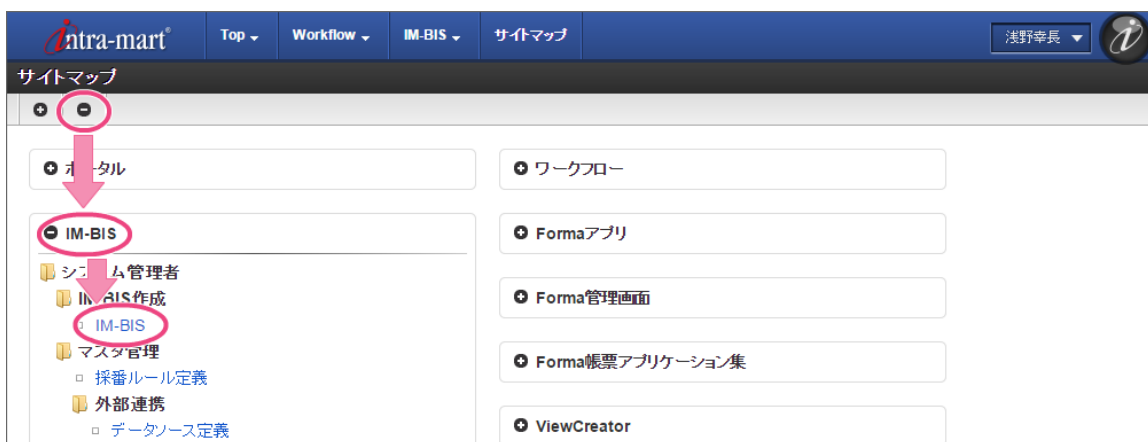 intra-mart Top Workflow IM-BIS サイトマップ 浅野幸長
サイトマップ
ポータル
IM-BIS
システム管理者
IM-BIS作成
IM-BIS
マスタ管理
採番ルール定義
外部連携
データソース定義
ワークフロー
Formaアプリ
Forma管理画面
Forma帳票アプリケーション集
ViewCreator